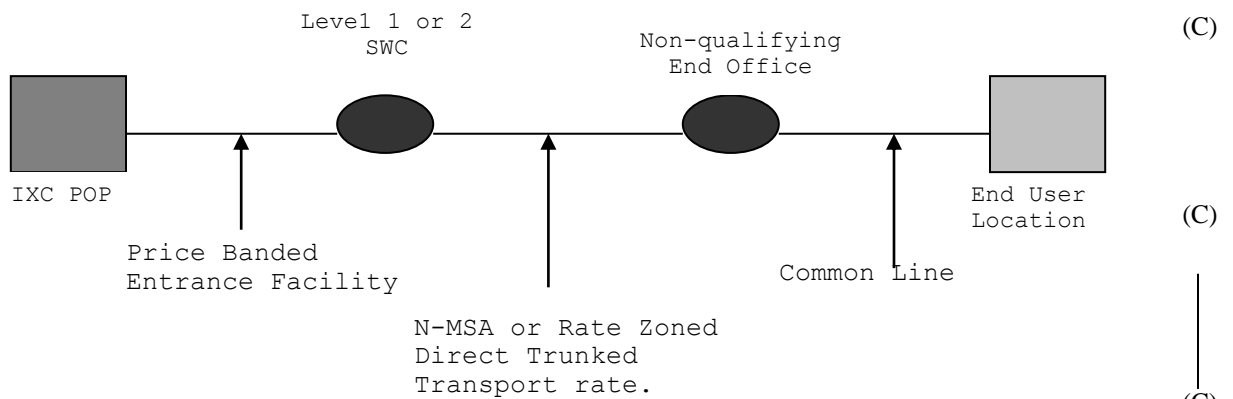 Level 1 or 2
SWC
Non-qualifying
End Office
(C)
IXC POP
End User
Location
(C)
Price Banded
Entrance Facility
Common Line
N-MSA or Rate Zoned
Direct Trunked
Transport rate.
(C)